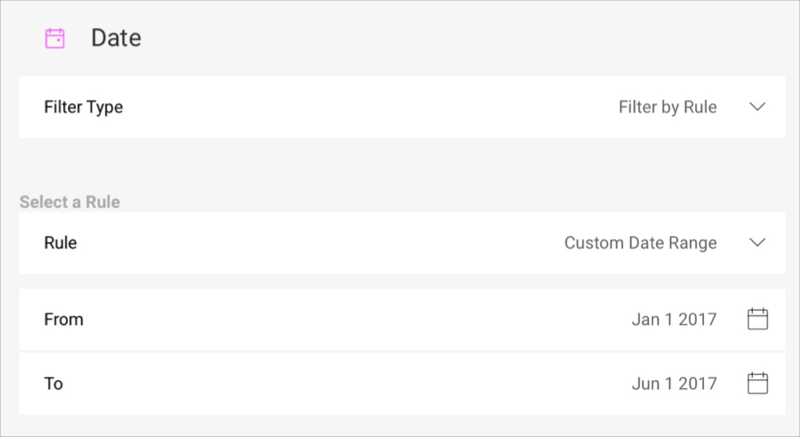 Date
Filter Type Filter by Rule
Select a Rule
Rule Custom Date Range
From Jan 1 2017
To Jun 1 2017